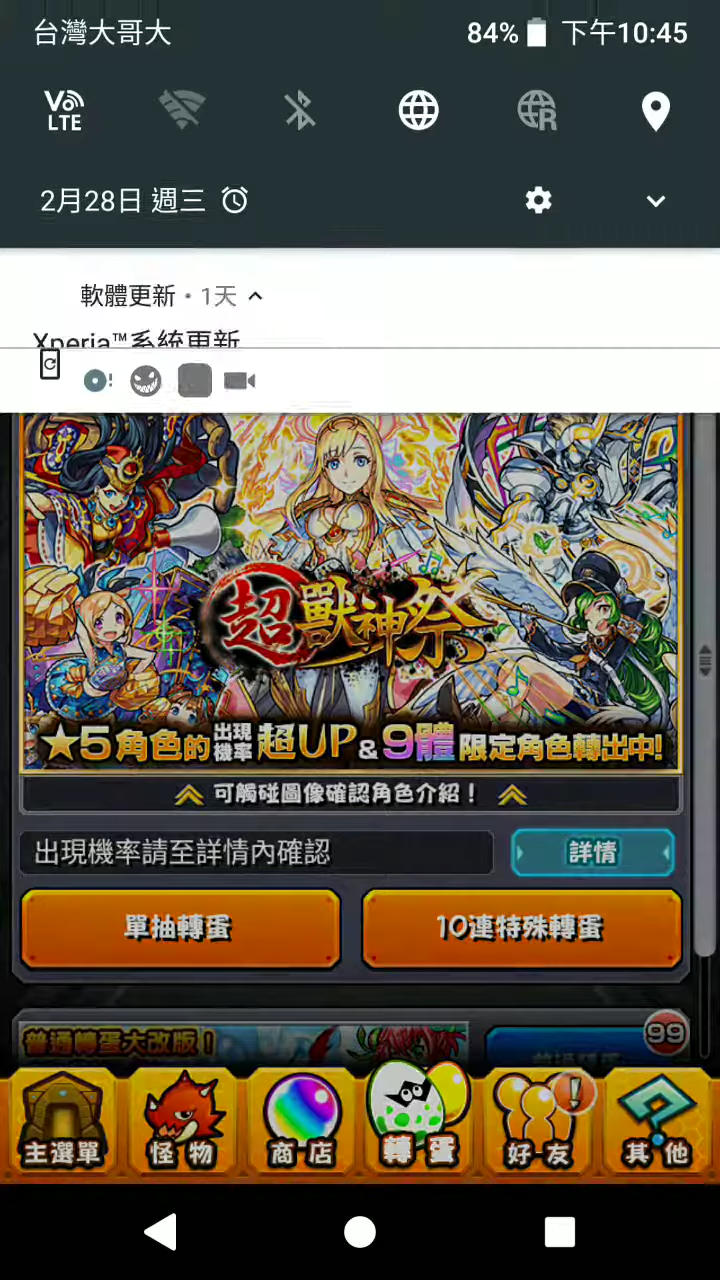 台灣大哥大
84%
下午10:45
VoLTE
R
2月28日 週三
軟體更新 • 1天
Xperia™系統更新
超獸神祭
★5角色的出現機率超UP&9體限定角色轉出中!
可觸碰圖像確認角色介紹！
出現機率請至詳情內確認
詳情
單抽轉蛋
10連特殊轉蛋
普通轉蛋大改版！
99
主選單
怪物
商店
轉蛋
好友
其他